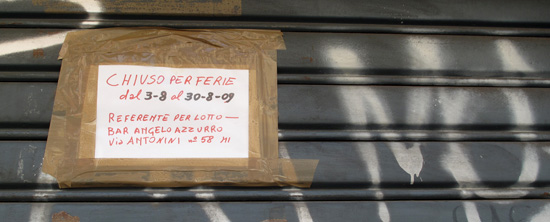 CHIUSO PER FERIE
dal 3-8 al 30-8-09
REFERENTE PER LOTTO —
BAR ANGELO AZZURRO
Via ANTONINI n° 58 MI